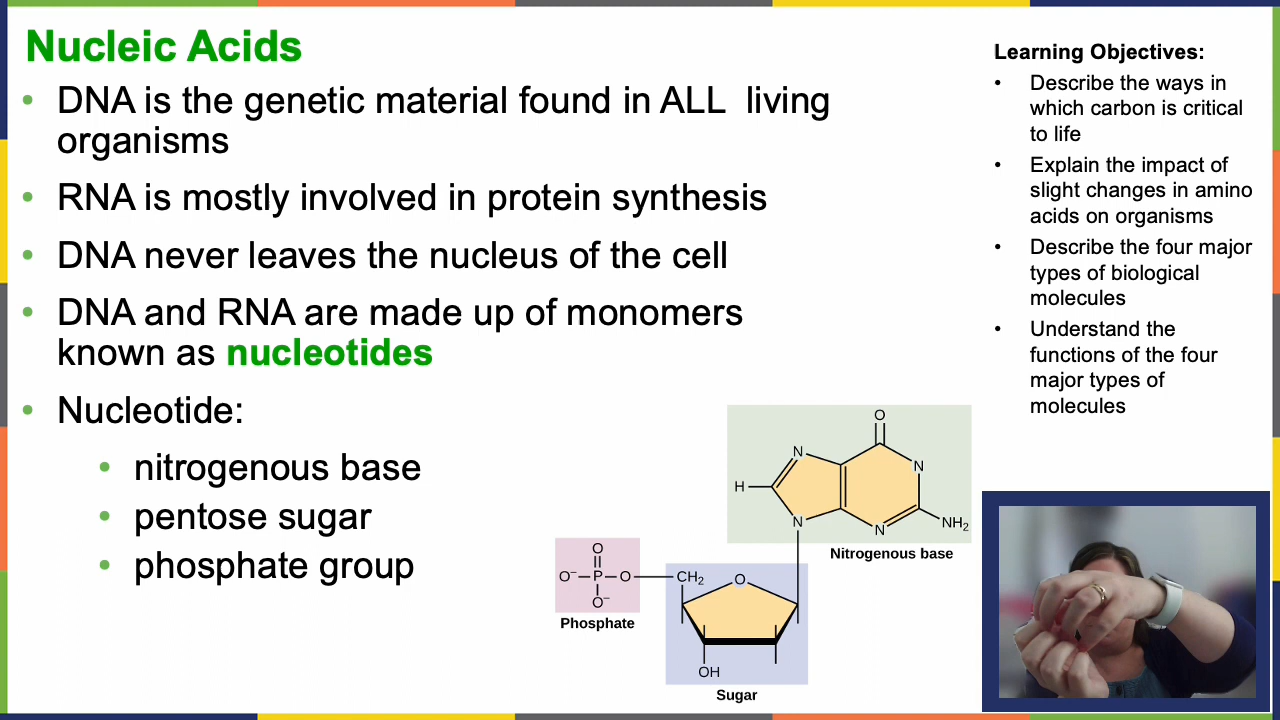 Nucleic Acids
DNA is the genetic material found in ALL living
organisms
RNA is mostly involved in protein synthesis
DNA never leaves the nucleus of the cell
DNA and RNA are made up of monomers
known as nucleotides
Nucleotide:
nitrogenous base
pentose sugar
phosphate group
Learning Objectives:
Describe the ways in
which carbon is critical
to life
Explain the impact of
slight changes in amino
acids on organisms
Describe the four major
types of biological
molecules
Understand the
functions of the four
major types of
molecules
O
N
N
H
N
N
NH₂
Nitrogenous base
O
O⁻ P O
O⁻
Phosphate
CH₂ O
OH
Sugar